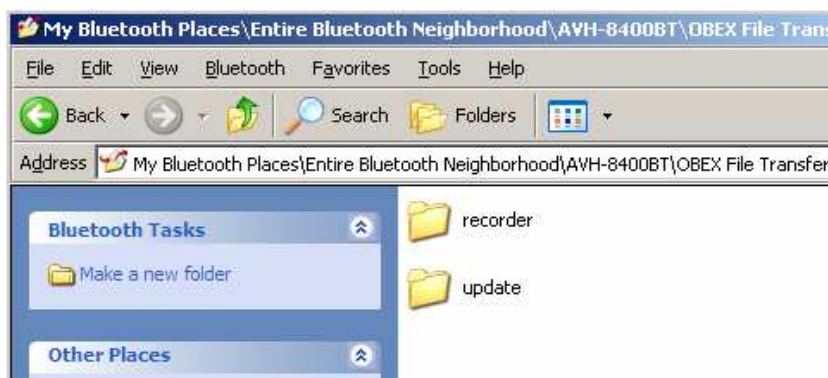 My Bluetooth Places\Entire Bluetooth Neighborhood\AVH-8400BT\OBEX File Trans
File Edit View Bluetooth Favorites Tools Help
Back Search Folders
Address My Bluetooth Places\Entire Bluetooth Neighborhood\AVH-8400BT\OBEX File Transfer
Bluetooth Tasks
Make a new folder
Other Places
recorder
update